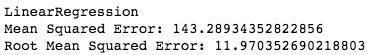 LinearRegression
Mean Squared Error: 143.28934352822856
Root Mean Squared Error: 11.970352690218803